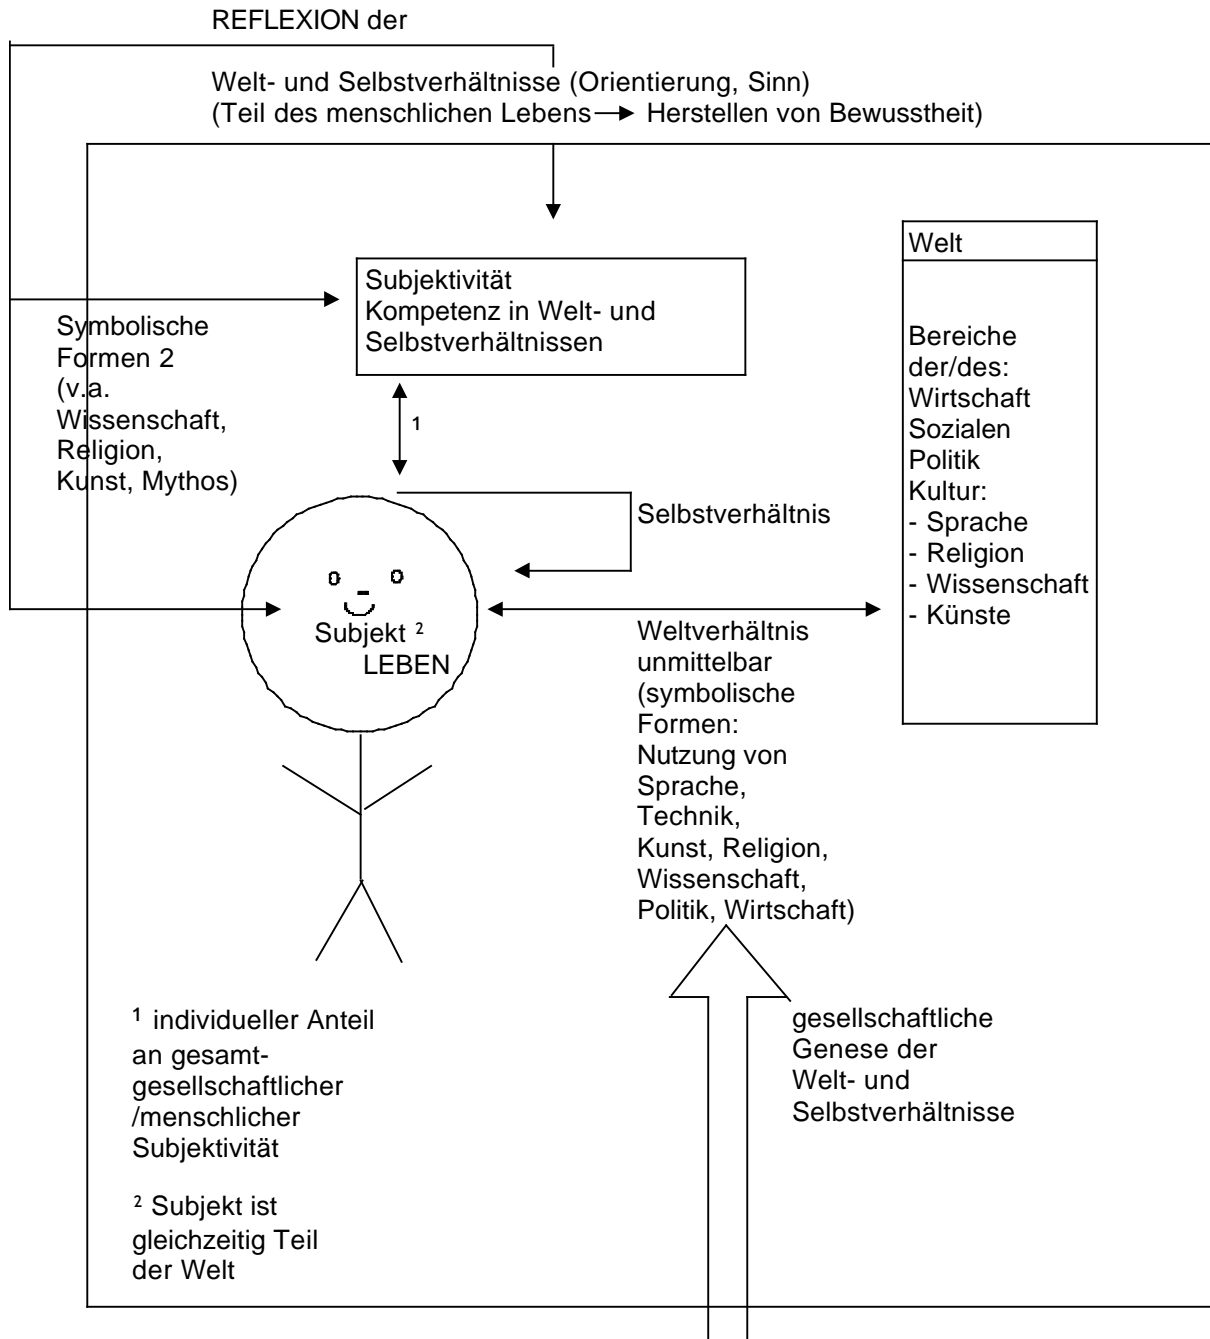 REFLEXION der
Welt- und Selbstverhältnisse (Orientierung, Sinn)
(Teil des menschlichen Lebens → Herstellen von Bewusstheit)
Subjektivität
Kompetenz in Welt- und
Selbstverhältnissen
Symbolische
Formen 2
(v.a.
Wissenschaft,
Religion,
Kunst, Mythos)
1
Selbstverhältnis
Welt
Bereiche
der/des:
Wirtschaft
Sozialen
Politik
Kultur:
- Sprache
- Religion
- Wissenschaft
- Künste
Subjekt ²
LEBEN
Weltverhältnis
unmittelbar
(symbolische
Formen:
Nutzung von
Sprache,
Technik,
Kunst, Religion,
Wissenschaft,
Politik, Wirtschaft)
gesellschaftliche
Genese der
Welt- und
Selbstverhältnisse
¹ individueller Anteil
an gesamt-
gesellschaftlicher
/menschlicher
Subjektivität
² Subjekt ist
gleichzeitig Teil
der Welt